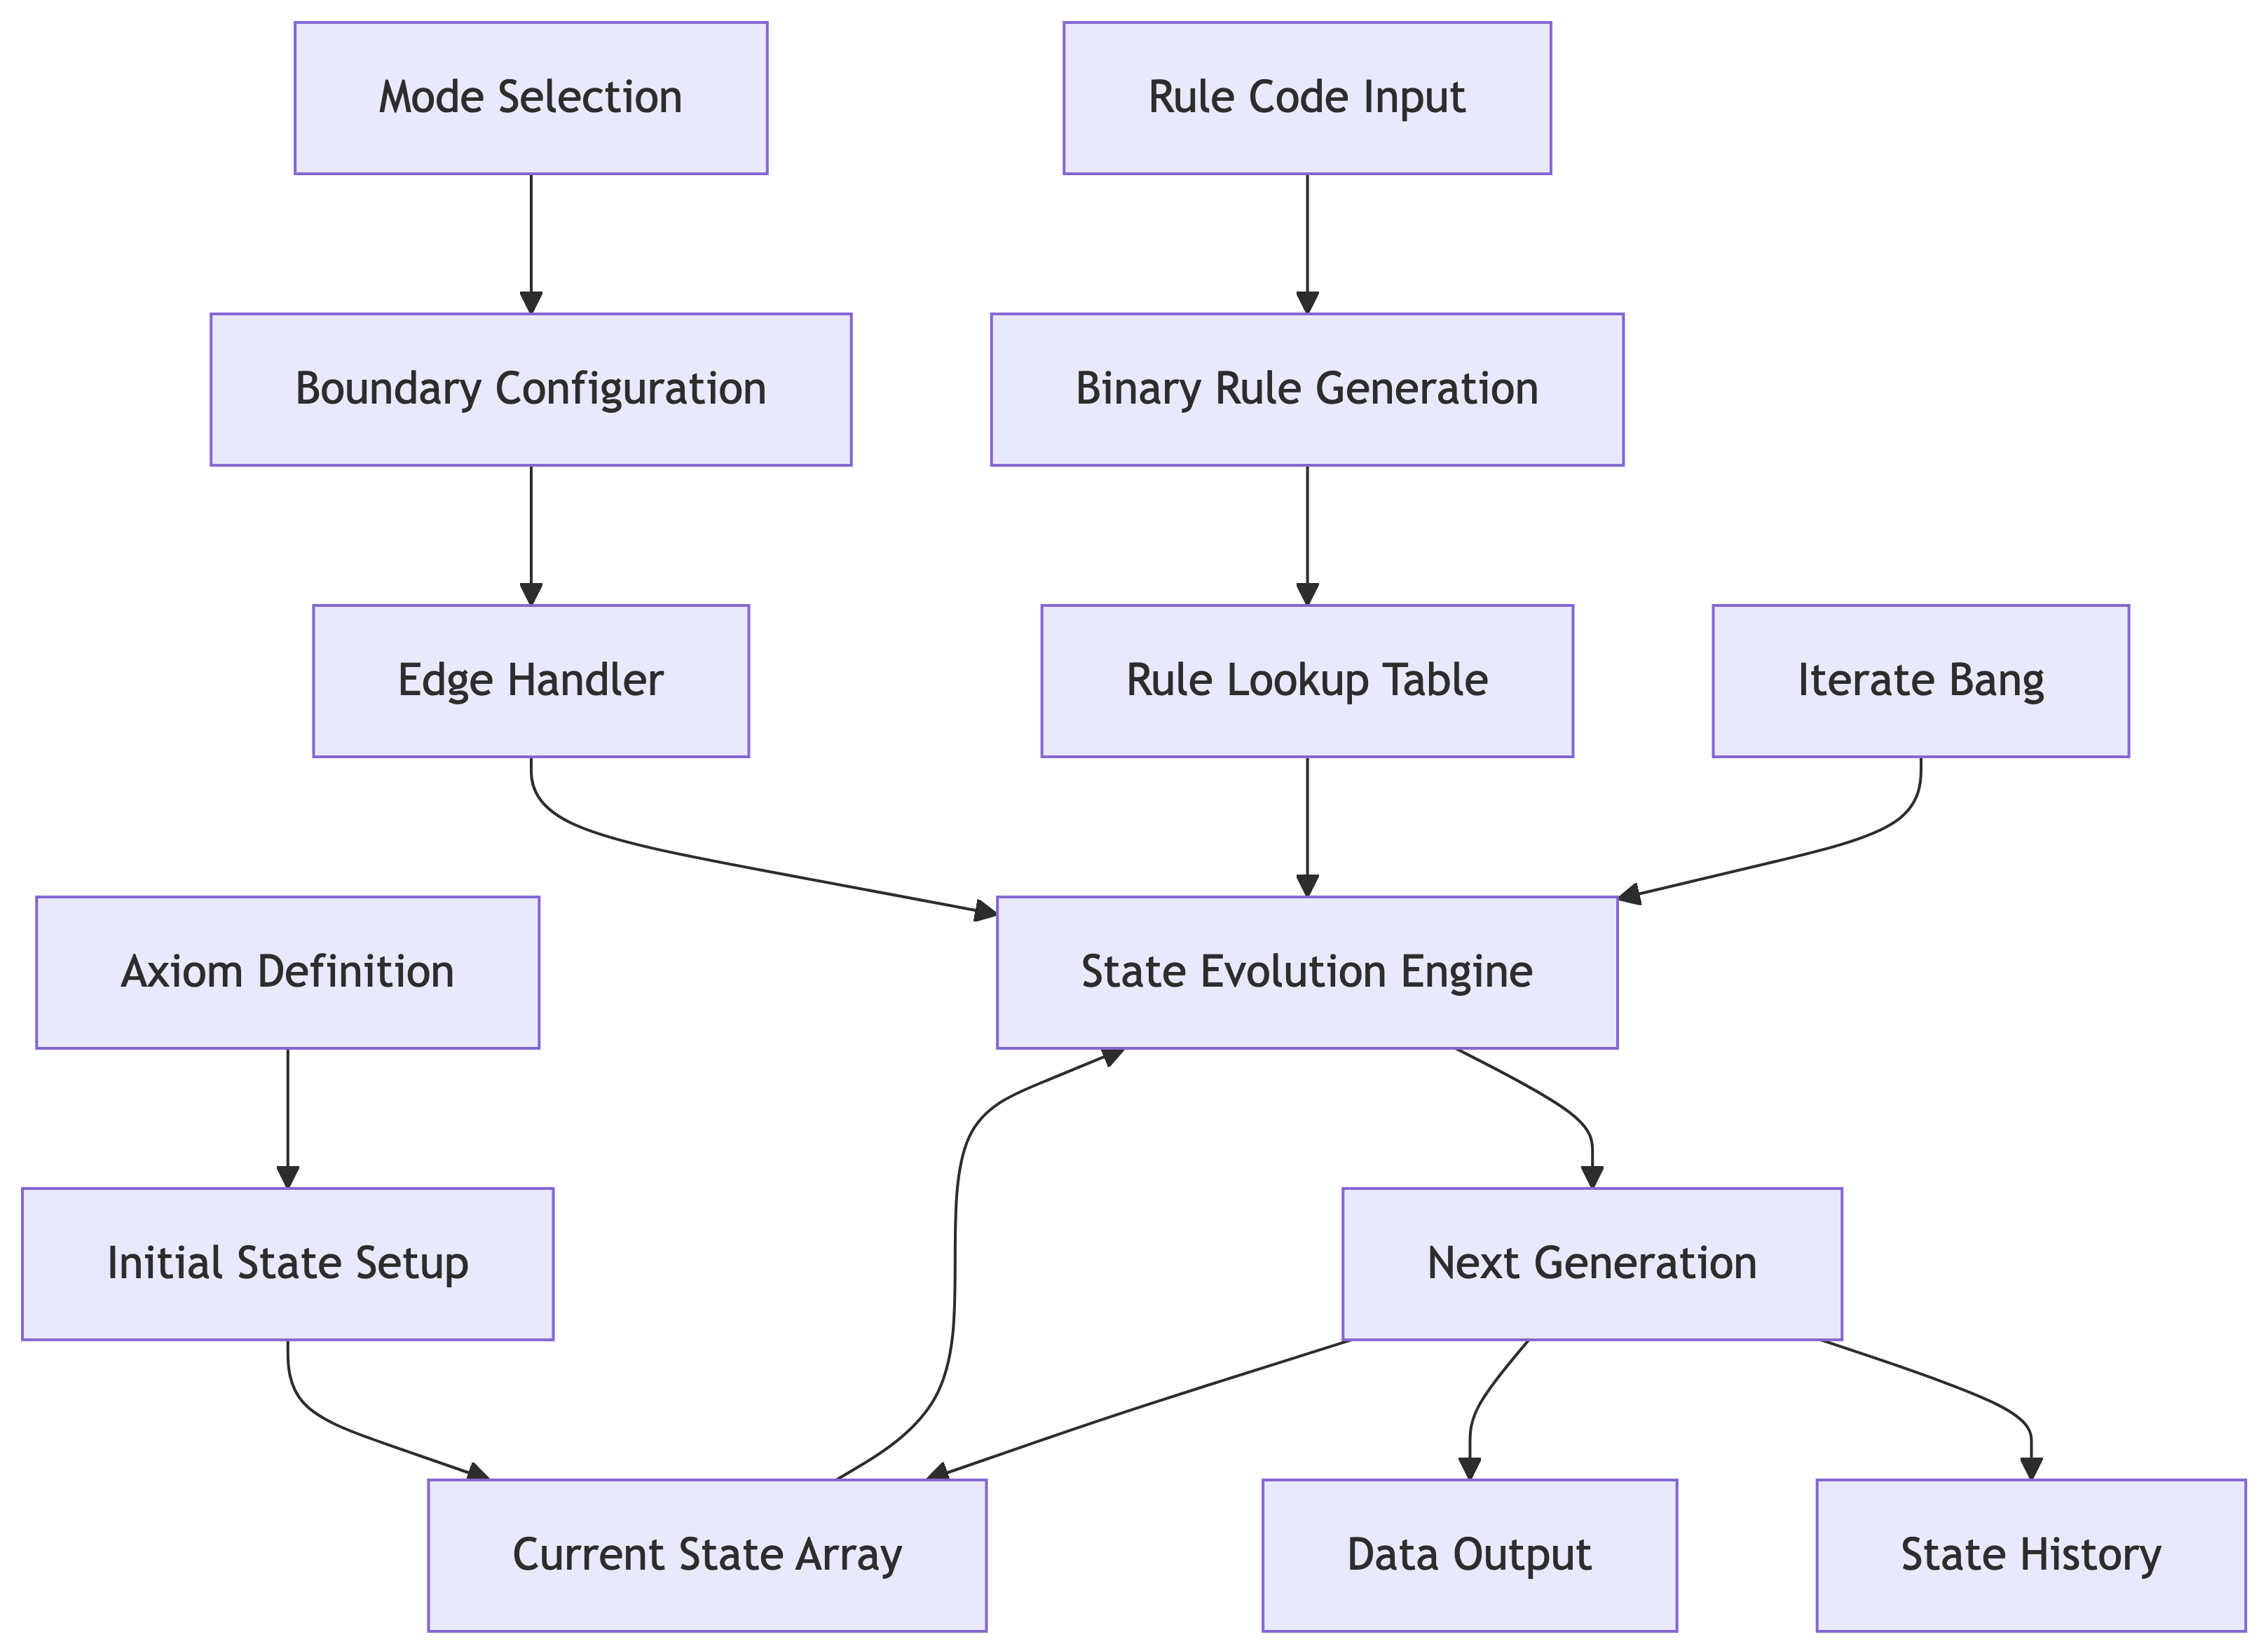 Mode Selection
Rule Code Input
Boundary Configuration
Binary Rule Generation
Edge Handler
Rule Lookup Table
Iterate Bang
Axiom Definition
State Evolution Engine
Initial State Setup
Next Generation
Current State Array
Data Output
State History